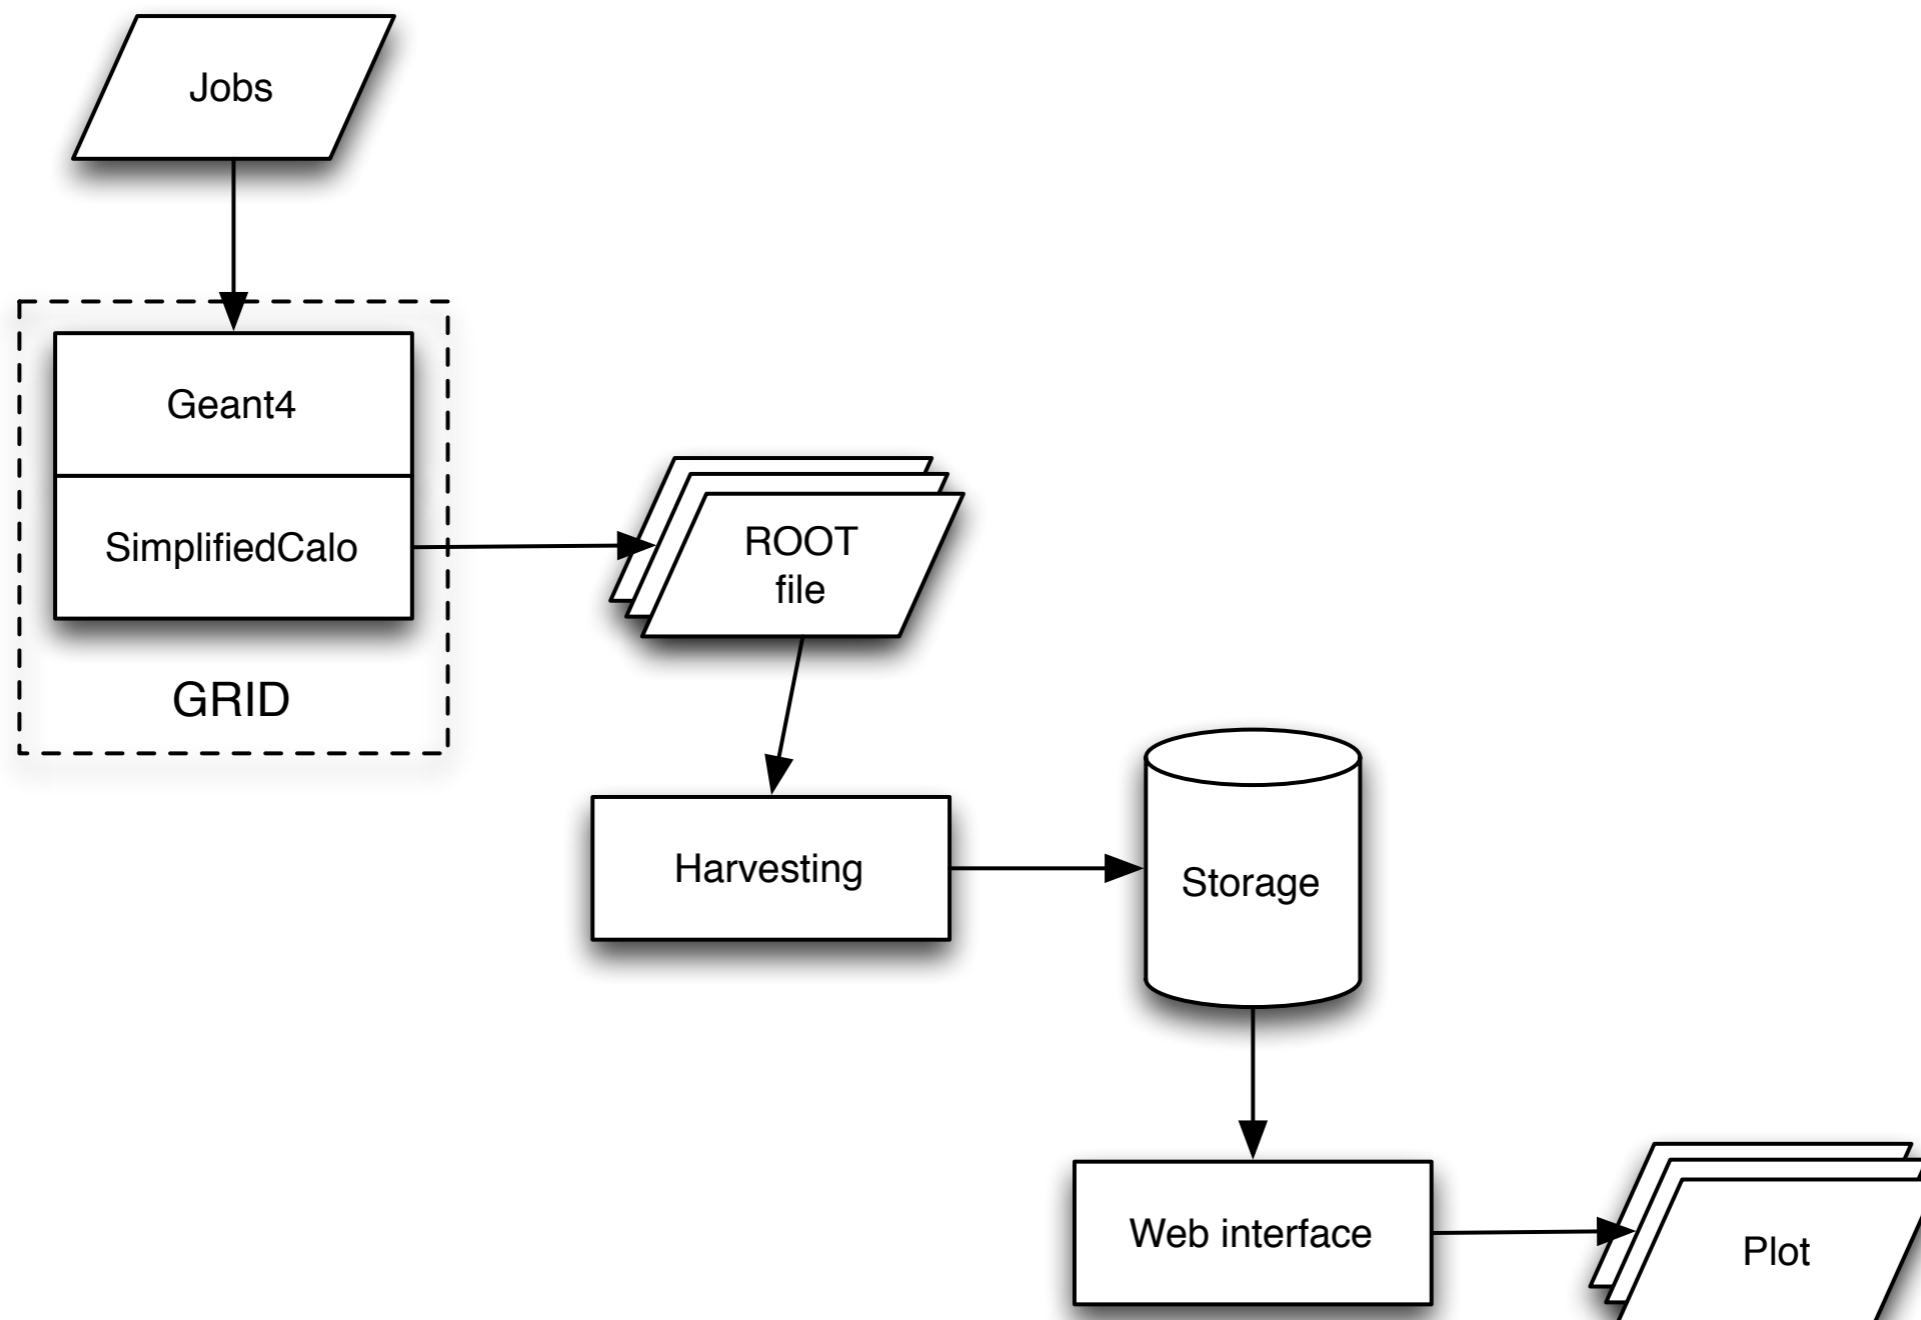 Jobs
Geant4
SimplifiedCalo
GRID
ROOT
file
Harvesting
Storage
Web interface
Plot